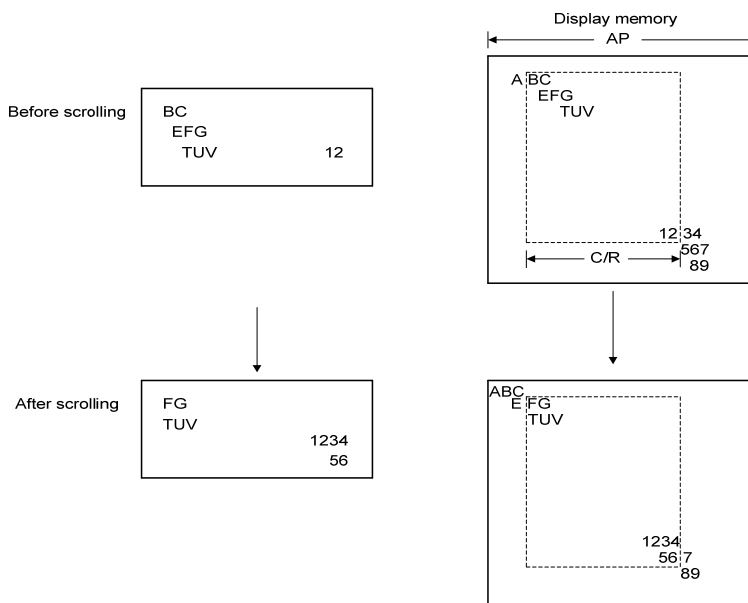 Display memory
AP
Before scrolling
BC
EFG
TUV 12
A BC
EFG
TUV
12 34
567
89
C/R
After scrolling
FG
TUV
1234
56
ABC
E FG
TUV
1234
56 7
89